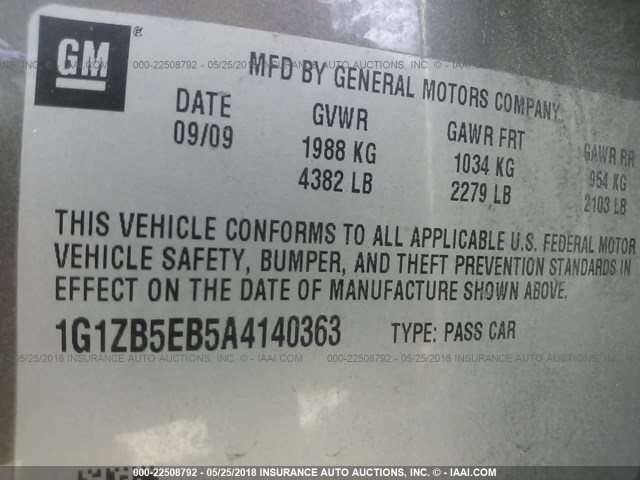 GM ®
MFD BY GENERAL MOTORS COMPANY
DATE GVWR GAWR FRT GAWR RR
09/09 1988 KG 1034 KG 954 KG
4382 LB 2279 LB 2103 LB
THIS VEHICLE CONFORMS TO ALL APPLICABLE U.S. FEDERAL MOTOR
VEHICLE SAFETY, BUMPER, AND THEFT PREVENTION STANDARDS IN
EFFECT ON THE DATE OF MANUFACTURE SHOWN ABOVE.
1G1ZB5EB5A4140363 TYPE: PASS CAR
000-22508792 - 05/25/2018 INSURANCE AUTO AUCTIONS, INC. - © IAAI.COM